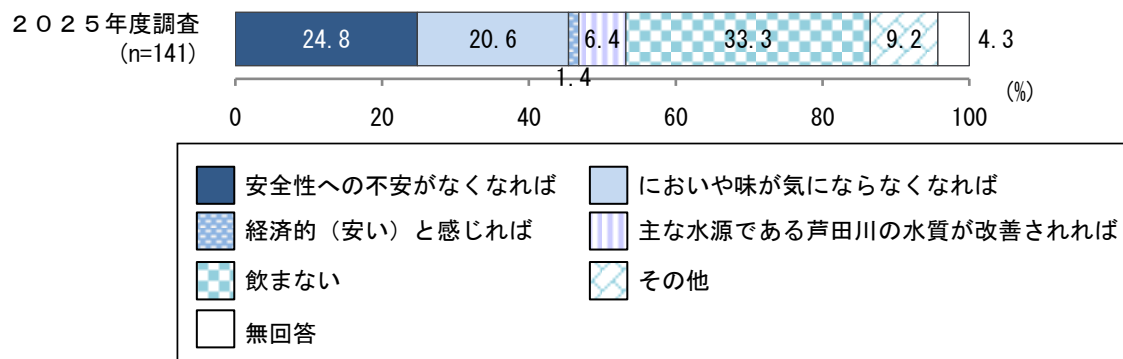 ２０２５年度調査
(n=141)
24.8 20.6 1.4 6.4 33.3 9.2 4.3
(%)
0 20 40 60 80 100
安全性への不安がなくなれば においや味が気にならなくなれば
経済的（安い）と感じれば 主な水源である芦田川の水質が改善されれば
飲まない その他
無回答